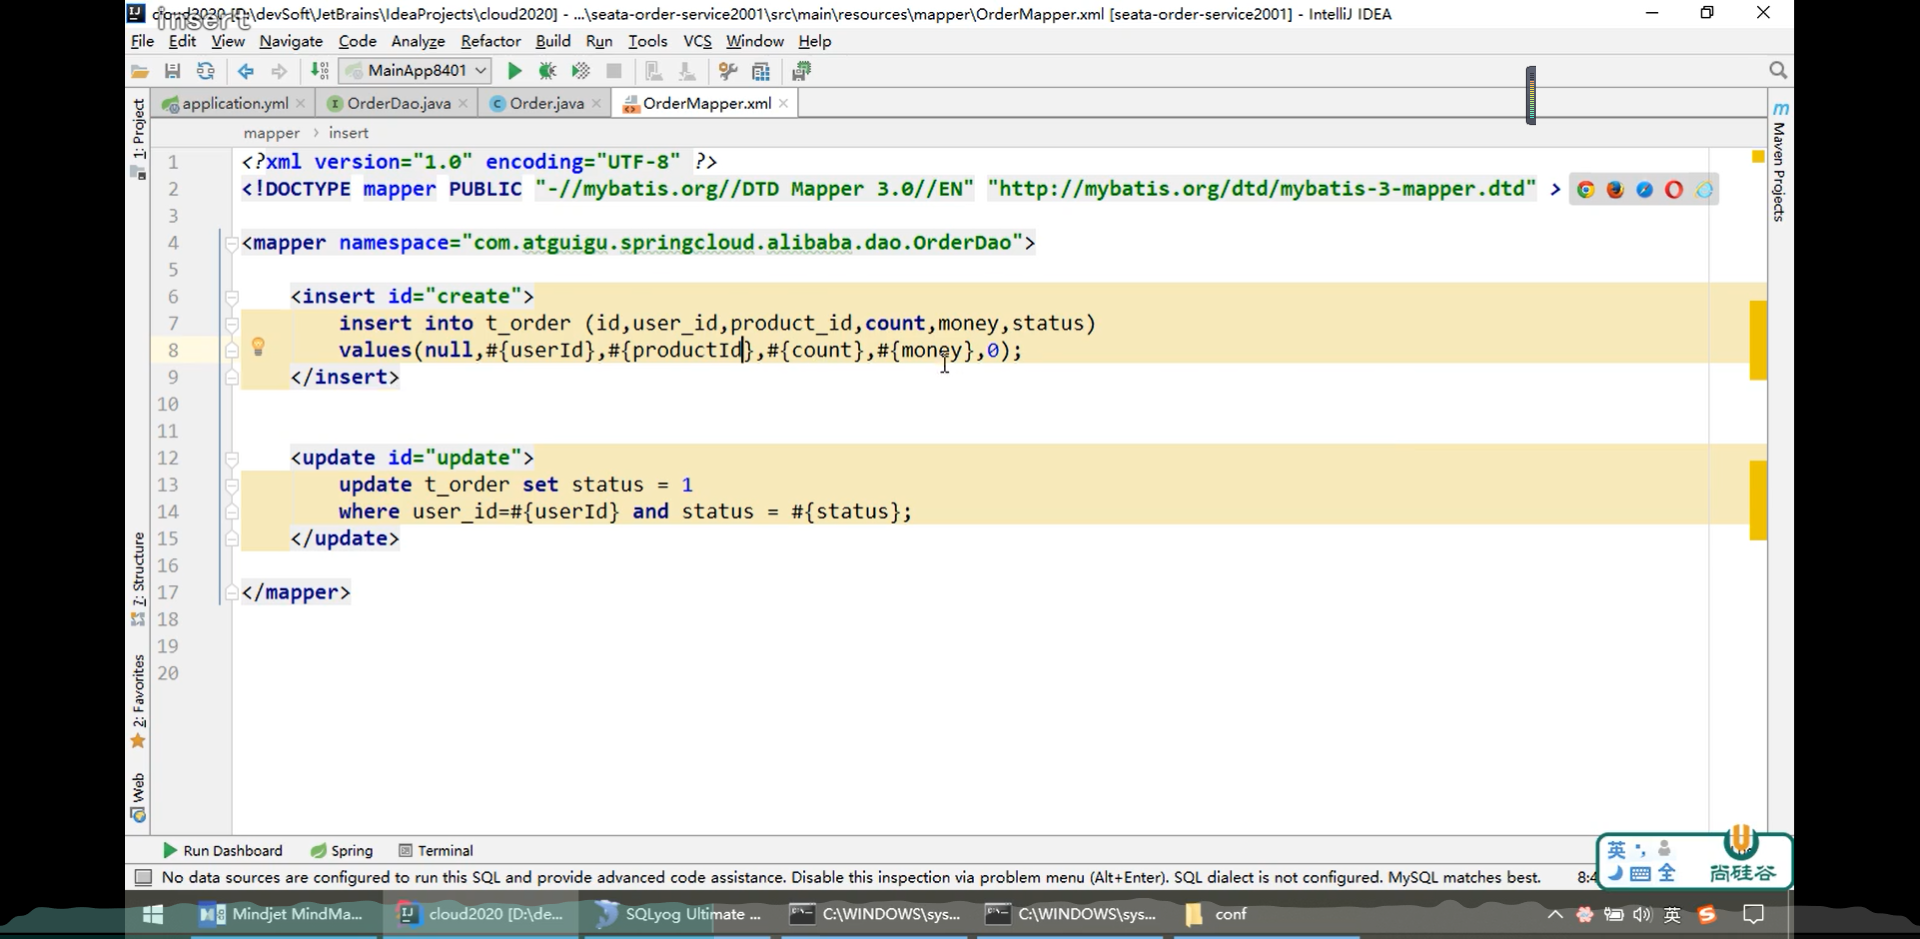 insert
cloud2020 [D:\devSoft\JetBrains\IdeaProjects\cloud2020] - ...\seata-order-service2001\src\main\resources\mapper\OrderMapper.xml [seata-order-service2001] - IntelliJ IDEA
File Edit View Navigate Code Analyze Refactor Build Run Tools VCS Window Help
MainApp8401
application.yml OrderDao.java Order.java OrderMapper.xml
mapper › insert
1 <?xml version="1.0" encoding="UTF-8" ?>
2 <!DOCTYPE mapper PUBLIC "-//mybatis.org//DTD Mapper 3.0//EN" "http://mybatis.org/dtd/mybatis-3-mapper.dtd" >
3
4 <mapper namespace="com.atguigu.springcloud.alibaba.dao.OrderDao">
5
6 <insert id="create">
7 insert into t_order (id,user_id,product_id,count,money,status)
8 values(null,#{userId},#{productId},#{count},#{money},0);
9 </insert>
10
11
12 <update id="update">
13 update t_order set status = 1
14 where user_id=#{userId} and status = #{status};
15 </update>
16
17 </mapper>
18
19
20
1: Project
7: Structure
2: Favorites
Web
Maven Projects
Run Dashboard Spring Terminal
No data sources are configured to run this SQL and provide advanced code assistance. Disable this inspection via problem menu (Alt+Enter). SQL dialect is not configured. MySQL matches best.
英
全
尚硅谷
Mindjet MindMa... cloud2020 [D:\de... SQLyog Ultimate ... C:\WINDOWS\sys... C:\WINDOWS\sys... conf
英